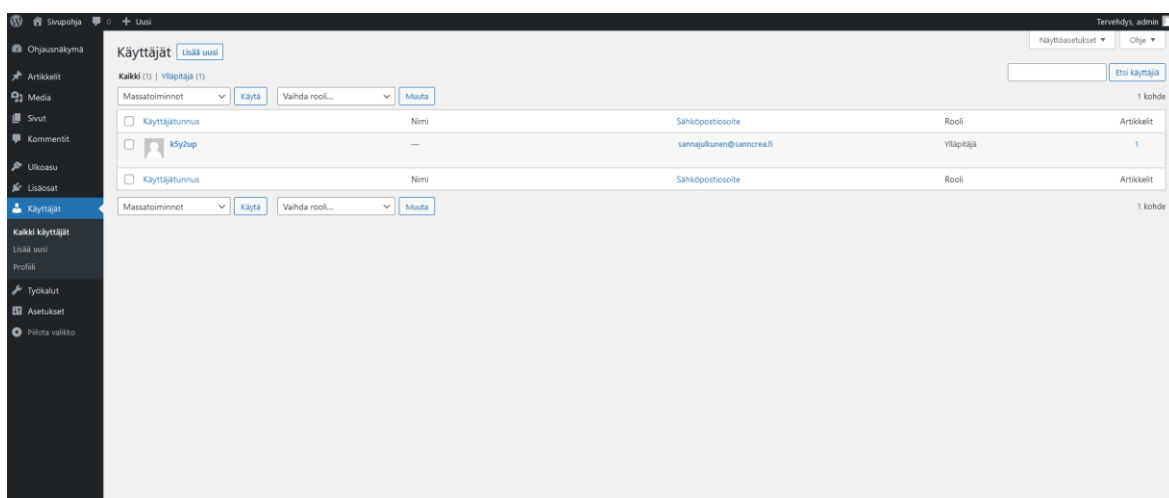 Sivupohja 0 + Uusi Tervehdys, admin
Ohjausnäkymä
Artikkelit
Media
Sivut
Kommentit
Ulkoasu
Lisäosat
Käyttäjät
Kaikki käyttäjät
Lisää uusi
Profiili
Työkalut
Asetukset
Piilota valikko
Näyttöasetukset ▼ Ohje ▼
Käyttäjät Lisää uusi
Kaikki (1) | Ylläpitäjä (1)
Etsi käyttäjiä
Massatoiminnot Käytä Vaihda rooli... Muuta 1 kohde
Käyttäjätunnus Nimi Sähköpostiosoite Rooli Artikkelit
k5y2up — sannajulkunen@sanncrea.fi Ylläpitäjä 1
Käyttäjätunnus Nimi Sähköpostiosoite Rooli Artikkelit
Massatoiminnot Käytä Vaihda rooli... Muuta 1 kohde